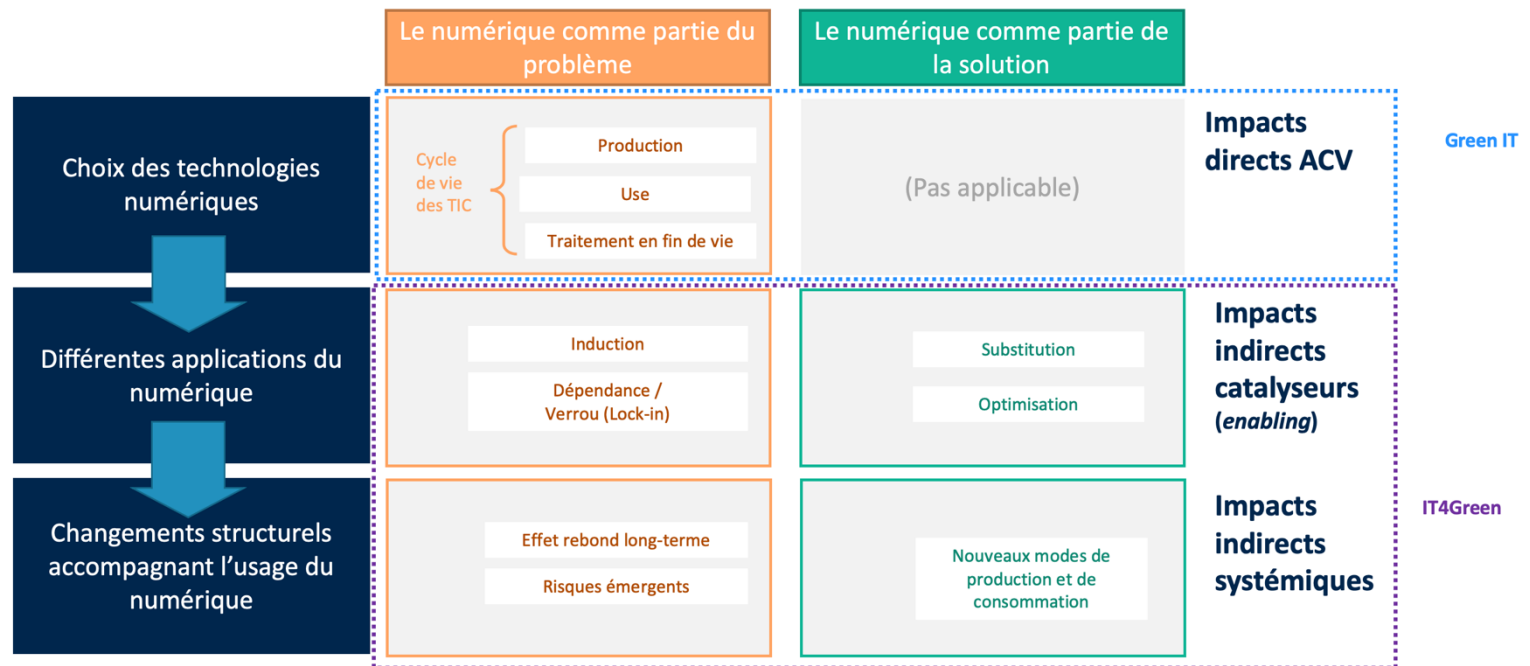 Le numérique comme partie du
problème
Le numérique comme partie de
la solution
Choix des technologies
numériques
Cycle
de vie
des TIC
Production
Use
Traitement en fin de vie
(Pas applicable)
Impacts
directs ACV
Green IT
Différentes applications du
numérique
Induction
Dépendance /
Verrou (Lock-in)
Substitution
Optimisation
Impacts
indirects
catalyseurs
(enabling)
Changements structurels
accompagnant l’usage du
numérique
Effet rebond long-terme
Risques émergents
Nouveaux modes de
production et de
consommation
Impacts
indirects
systémiques
IT4Green